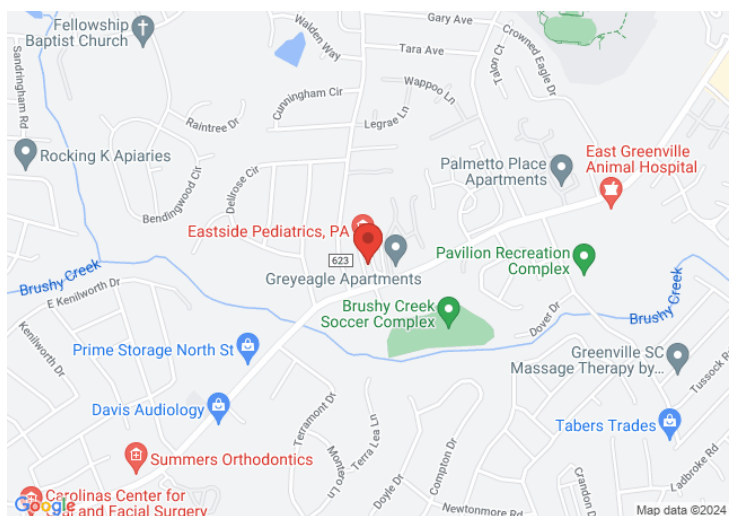 Gary Ave
Fellowship
Baptist Church
Walden Way
Tara Ave
Talon Ct
Crowned Eagle Dr
Sandringham Rd
Cunningham Cir
Wappoo Ln
Raintree Dr
Legrae Ln
Rocking K Apiaries
Palmetto Place
Apartments
East Greenville
Animal Hospital
Bendingwood Cir
Dellrose Cir
Eastside Pediatrics, PA
623
Greyeagle Apartments
Pavilion Recreation
Complex
Brushy Creek
E Kenilworth Dr
Brushy Creek
Soccer Complex
Dover Dr
Brushy Creek
Kenilworth Dr
Prime Storage North St
Greenville SC
Massage Therapy by...
Tussock Rd
Davis Audiology
Terramont Dr
Terra Lea Ln
Tabers Trades
Summers Orthodontics
Montero Ln
Compton Dr
Doyle Dr
Crandon D
Ladbroke Rd
Carolinas Center for
and Facial Surgery
Newtonmore Rd
Google
Map data ©2024